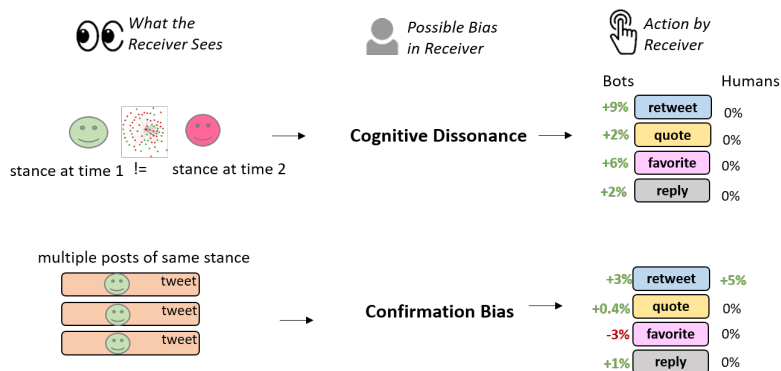 What the
Receiver Sees
Possible Bias
in Receiver
Action by
Receiver
Bots
Humans
stance at time 1
!=
stance at time 2
Cognitive Dissonance
+9% retweet 0%
+2% quote 0%
+6% favorite 0%
+2% reply 0%
multiple posts of same stance
tweet
tweet
tweet
Confirmation Bias
+3% retweet +5%
+0.4% quote 0%
-3% favorite 0%
+1% reply 0%